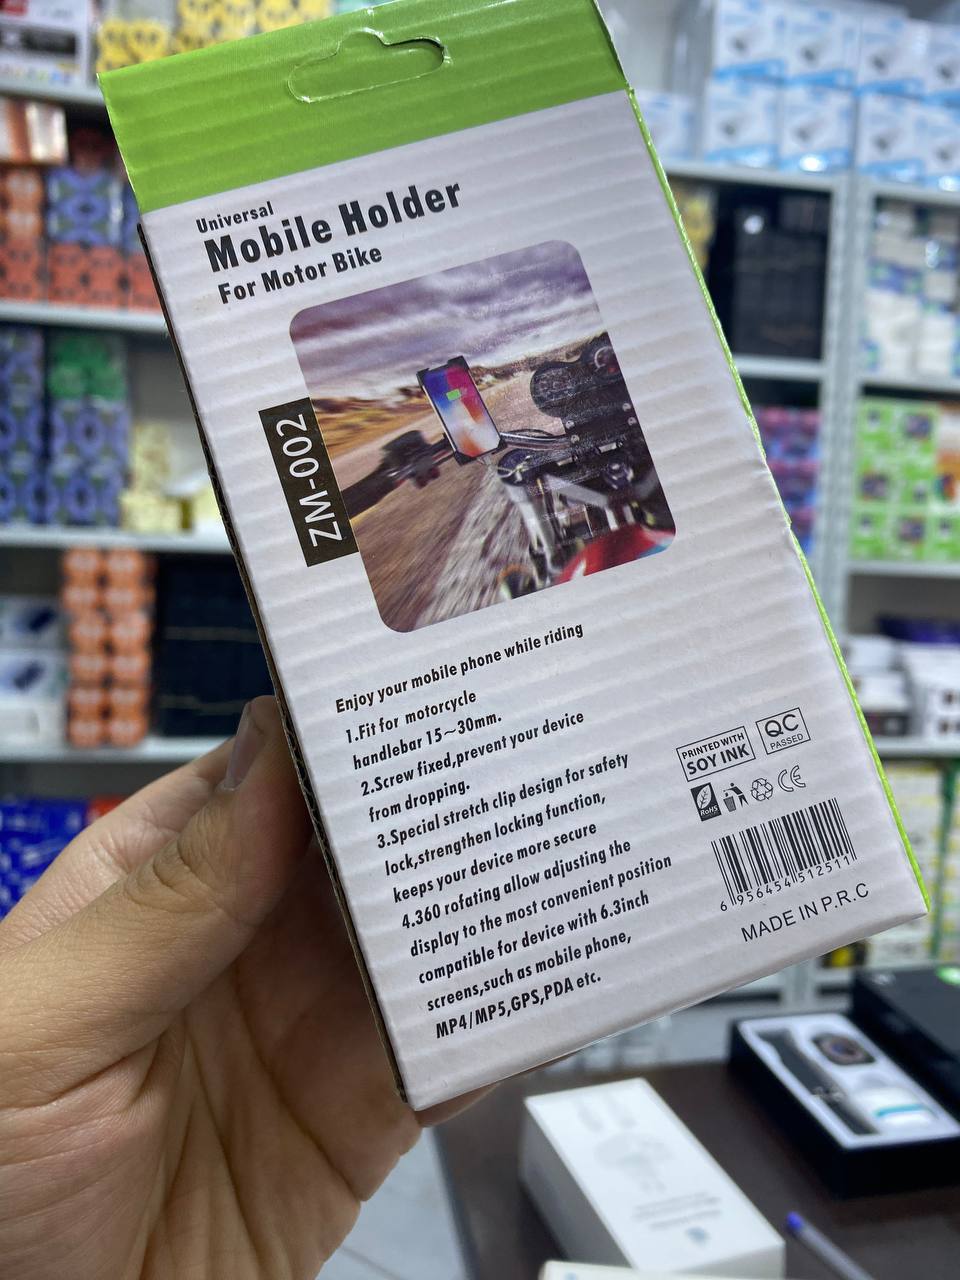 Universal
Mobile Holder
For Motor Bike
ZM-002
Enjoy your mobile phone while riding
1.Fit for motorcycle
handlebar 15~30mm.
2.Screw fixed,prevent your device
from dropping.
3.Special stretch clip design for safety
lock,strengthen locking function,
keeps your device more secure
4.360 rotating allow adjusting the
display to the most convenient position
compatible for device with 6.3inch
screens,such as mobile phone,
MP4/MP5,GPS,PDA etc.
PRINTED WITH
SOY INK
QC
PASSED
RoHS
CE
6 956454 512511
MADE IN P.R.C